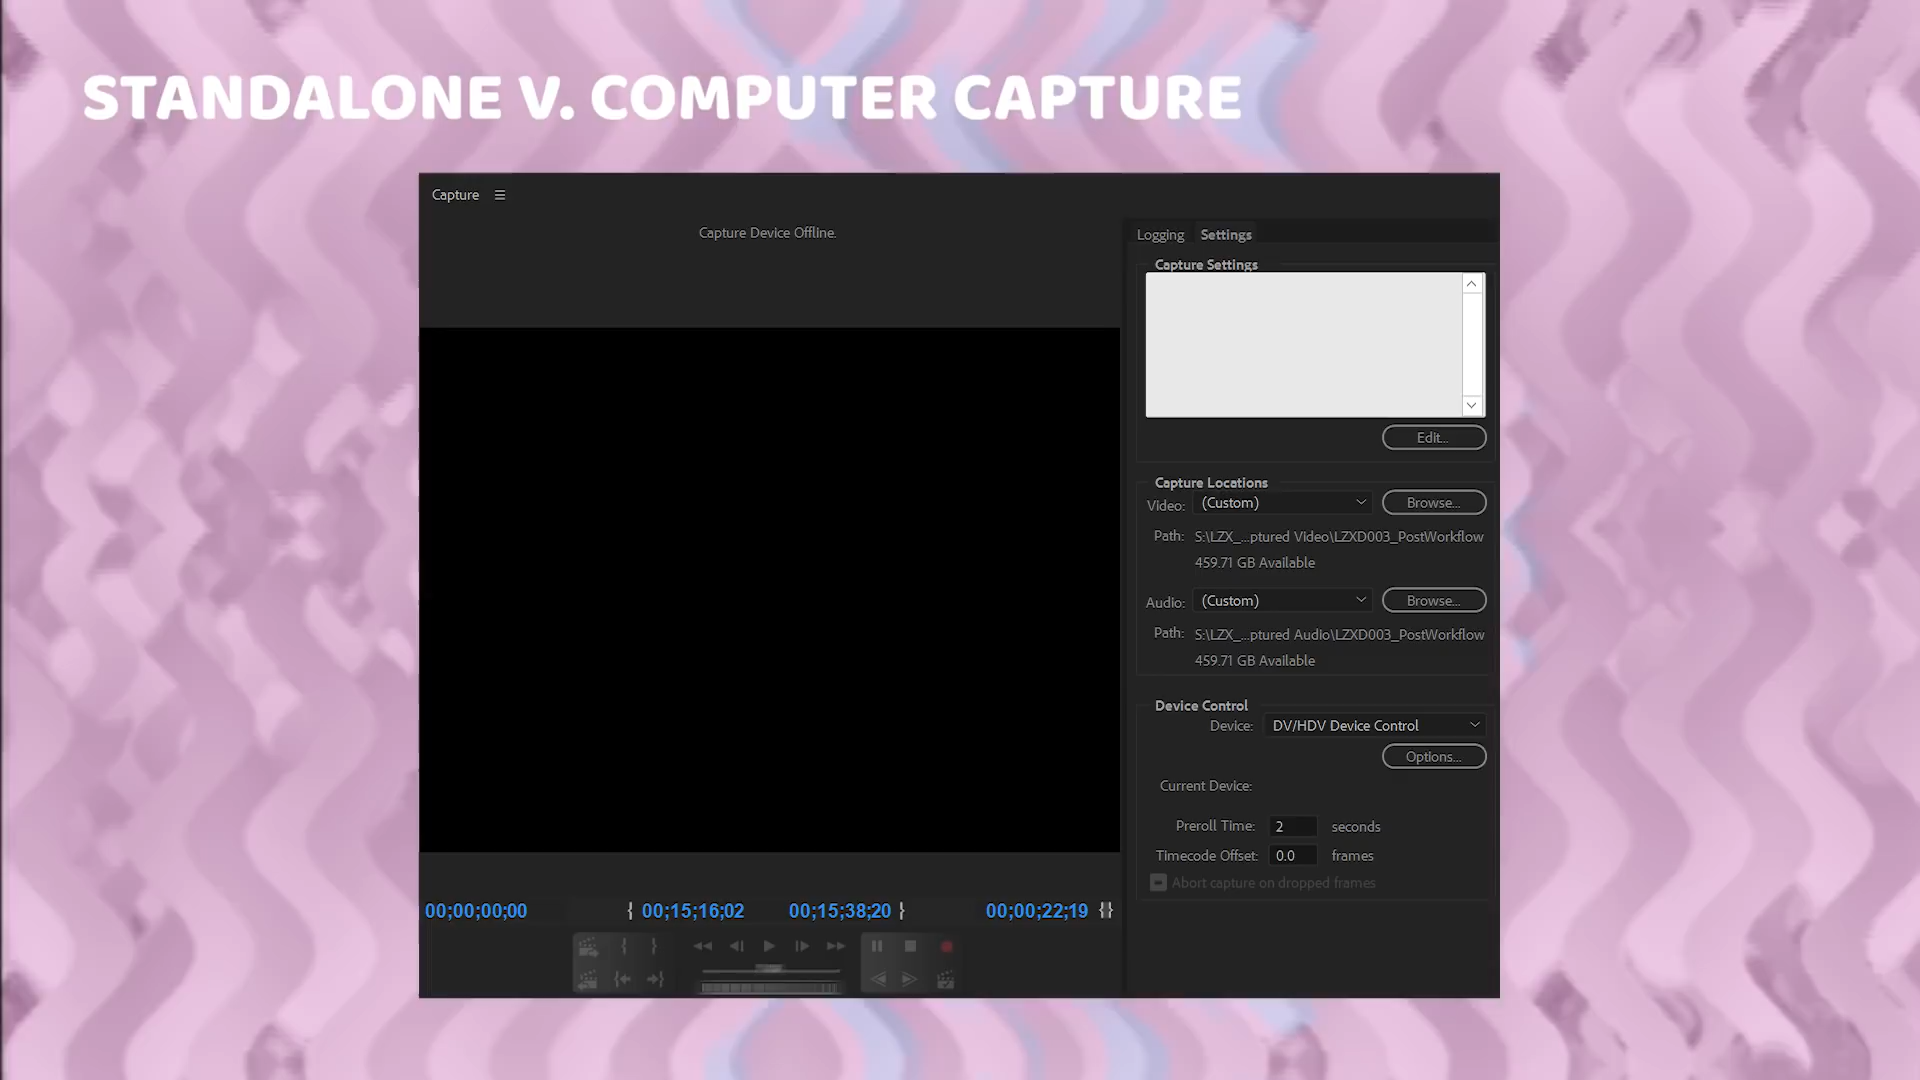 STANDALONE V. COMPUTER CAPTURE
Capture
Capture Device Offline.
Logging Settings
Capture Settings
Edit...
Capture Locations
Video: (Custom) Browse...
Path: S:\LZX_...ptured Video\LZXD003_PostWorkflow
459.71 GB Available
Audio: (Custom) Browse...
Path: S:\LZX_...ptured Audio\LZXD003_PostWorkflow
459.71 GB Available
Device Control
Device: DV/HDV Device Control
Options...
Current Device:
Preroll Time: 2 seconds
Timecode Offset: 0.0 frames
Abort capture on dropped frames
00;00;00;00 { 00;15;16;02 00;15;38;20 } 00;00;22;19 {}